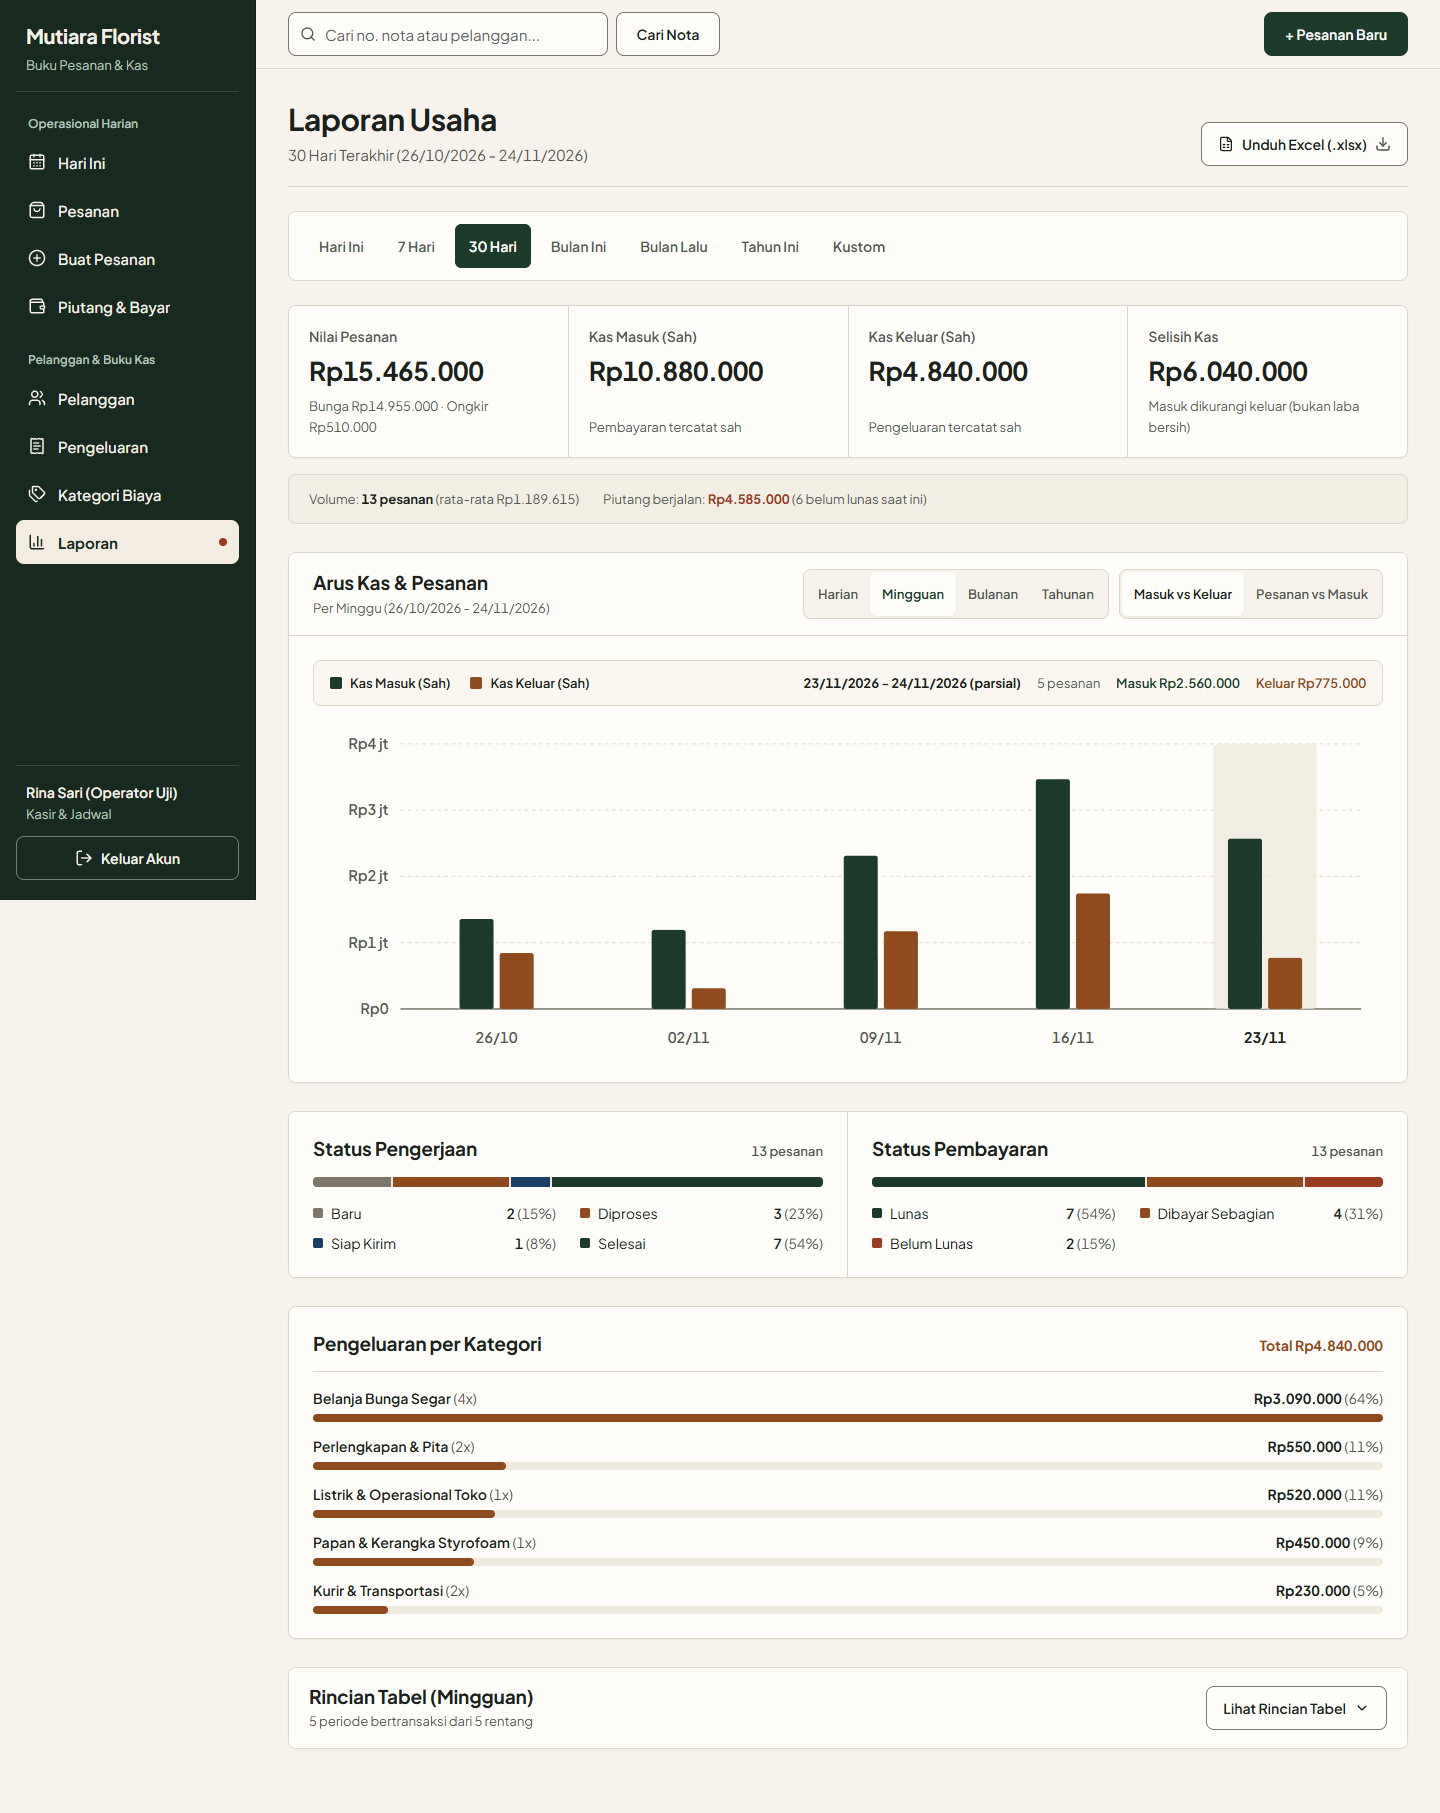 Mutiara Florist
Buku Pesanan & Kas
Operasional Harian
Hari Ini
Pesanan
Buat Pesanan
Piutang & Bayar
Pelanggan & Buku Kas
Pelanggan
Pengeluaran
Kategori Biaya
Laporan
Rina Sari (Operator Uji)
Kasir & Jadwal
Keluar Akun
Cari no. nota atau pelanggan...
Cari Nota
+ Pesanan Baru
Laporan Usaha
30 Hari Terakhir (26/10/2026 - 24/11/2026)
Unduh Excel (.xlsx)
Hari Ini
7 Hari
30 Hari
Bulan Ini
Bulan Lalu
Tahun Ini
Kustom
Nilai Pesanan
Rp15.465.000
Bunga Rp14.955.000 · Ongkir
Rp510.000
Kas Masuk (Sah)
Rp10.880.000
Pembayaran tercatat sah
Kas Keluar (Sah)
Rp4.840.000
Pengeluaran tercatat sah
Selisih Kas
Rp6.040.000
Masuk dikurangi keluar (bukan laba
bersih)
Volume: 13 pesanan (rata-rata Rp1.189.615)
Piutang berjalan: Rp4.585.000 (6 belum lunas saat ini)
Arus Kas & Pesanan
Per Minggu (26/10/2026 - 24/11/2026)
Harian
Mingguan
Bulanan
Tahunan
Masuk vs Keluar
Pesanan vs Masuk
Kas Masuk (Sah)
Kas Keluar (Sah)
23/11/2026 - 24/11/2026 (parsial)
5 pesanan
Masuk Rp2.560.000
Keluar Rp775.000
Rp4 jt
Rp3 jt
Rp2 jt
Rp1 jt
Rp0
26/10
02/11
09/11
16/11
23/11
Status Pengerjaan
13 pesanan
Baru
2 (15%)
Diproses
3 (23%)
Siap Kirim
1 (8%)
Selesai
7 (54%)
Status Pembayaran
13 pesanan
Lunas
7 (54%)
Dibayar Sebagian
4 (31%)
Belum Lunas
2 (15%)
Pengeluaran per Kategori
Total Rp4.840.000
Belanja Bunga Segar (4x)
Rp3.090.000 (64%)
Perlengkapan & Pita (2x)
Rp550.000 (11%)
Listrik & Operasional Toko (1x)
Rp520.000 (11%)
Papan & Kerangka Styrofoam (1x)
Rp450.000 (9%)
Kurir & Transportasi (2x)
Rp230.000 (5%)
Rincian Tabel (Mingguan)
5 periode bertransaksi dari 5 rentang
Lihat Rincian Tabel